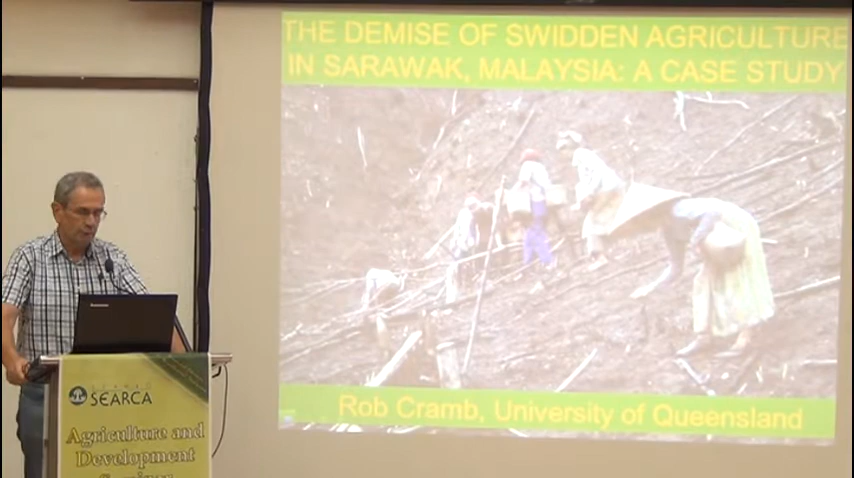 THE DEMISE OF SWIDDEN AGRICULTURE
IN SARAWAK, MALAYSIA: A CASE STUDY
Rob Cramb, University of Queensland
SEARCA
Agriculture and
Development
Seminar